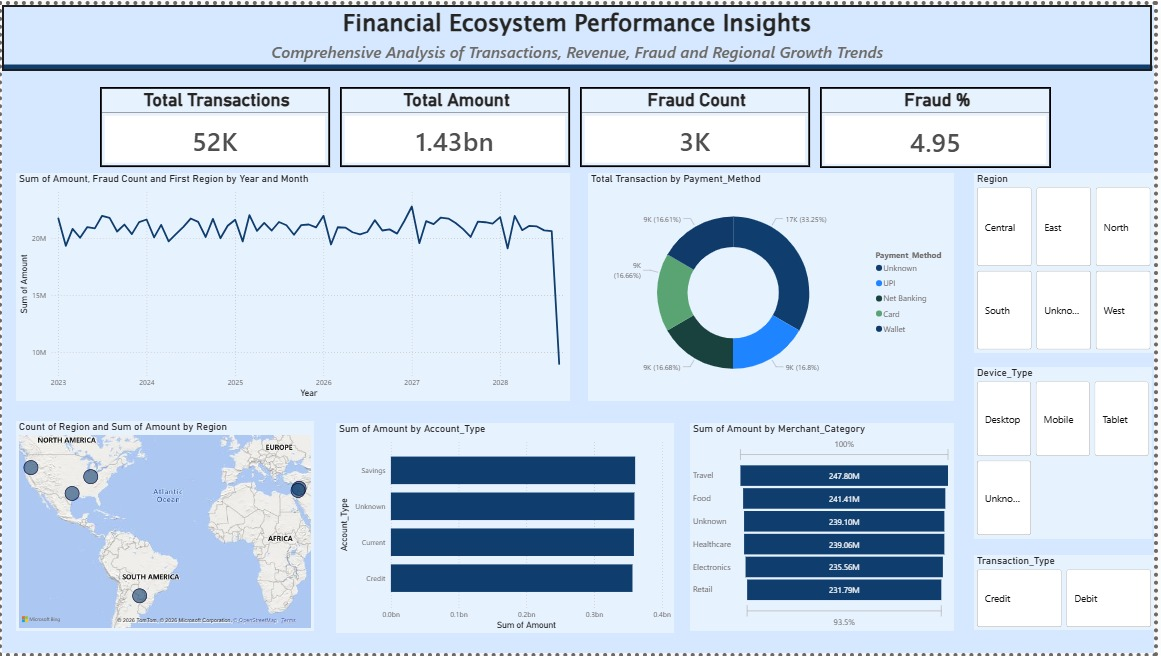 Financial Ecosystem Performance Insights
Comprehensive Analysis of Transactions, Revenue, Fraud and Regional Growth Trends
Total Transactions
52K
Total Amount
1.43bn
Fraud Count
3K
Fraud %
4.95
Sum of Amount, Fraud Count and First Region by Year and Month
Sum of Amount
20M
15M
10M
2023 2024 2025 2026 2027 2028
Year
Total Transaction by Payment_Method
9K (16.61%)
17K (33.25%)
9K
(16.66%)
9K (16.68%)
9K (16.8%)
Payment_Method
Unknown
UPI
Net Banking
Card
Wallet
Region
Central
East
North
South
Unkno...
West
Device_Type
Desktop
Mobile
Tablet
Unkno...
Transaction_Type
Credit
Debit
Count of Region and Sum of Amount by Region
NORTH AMERICA
EUROPE
Atlantic
Ocean
AFRICA
SOUTH AMERICA
Microsoft Bing
© 2026 TomTom, © 2026 Microsoft Corporation, © OpenStreetMap Terms
Sum of Amount by Account_Type
Account_Type
Savings
Unknown
Current
Credit
0.0bn 0.1bn 0.2bn 0.3bn 0.4bn
Sum of Amount
Sum of Amount by Merchant_Category
100%
Travel 247.80M
Food 241.41M
Unknown 239.10M
Healthcare 239.06M
Electronics 235.56M
Retail 231.79M
93.5%